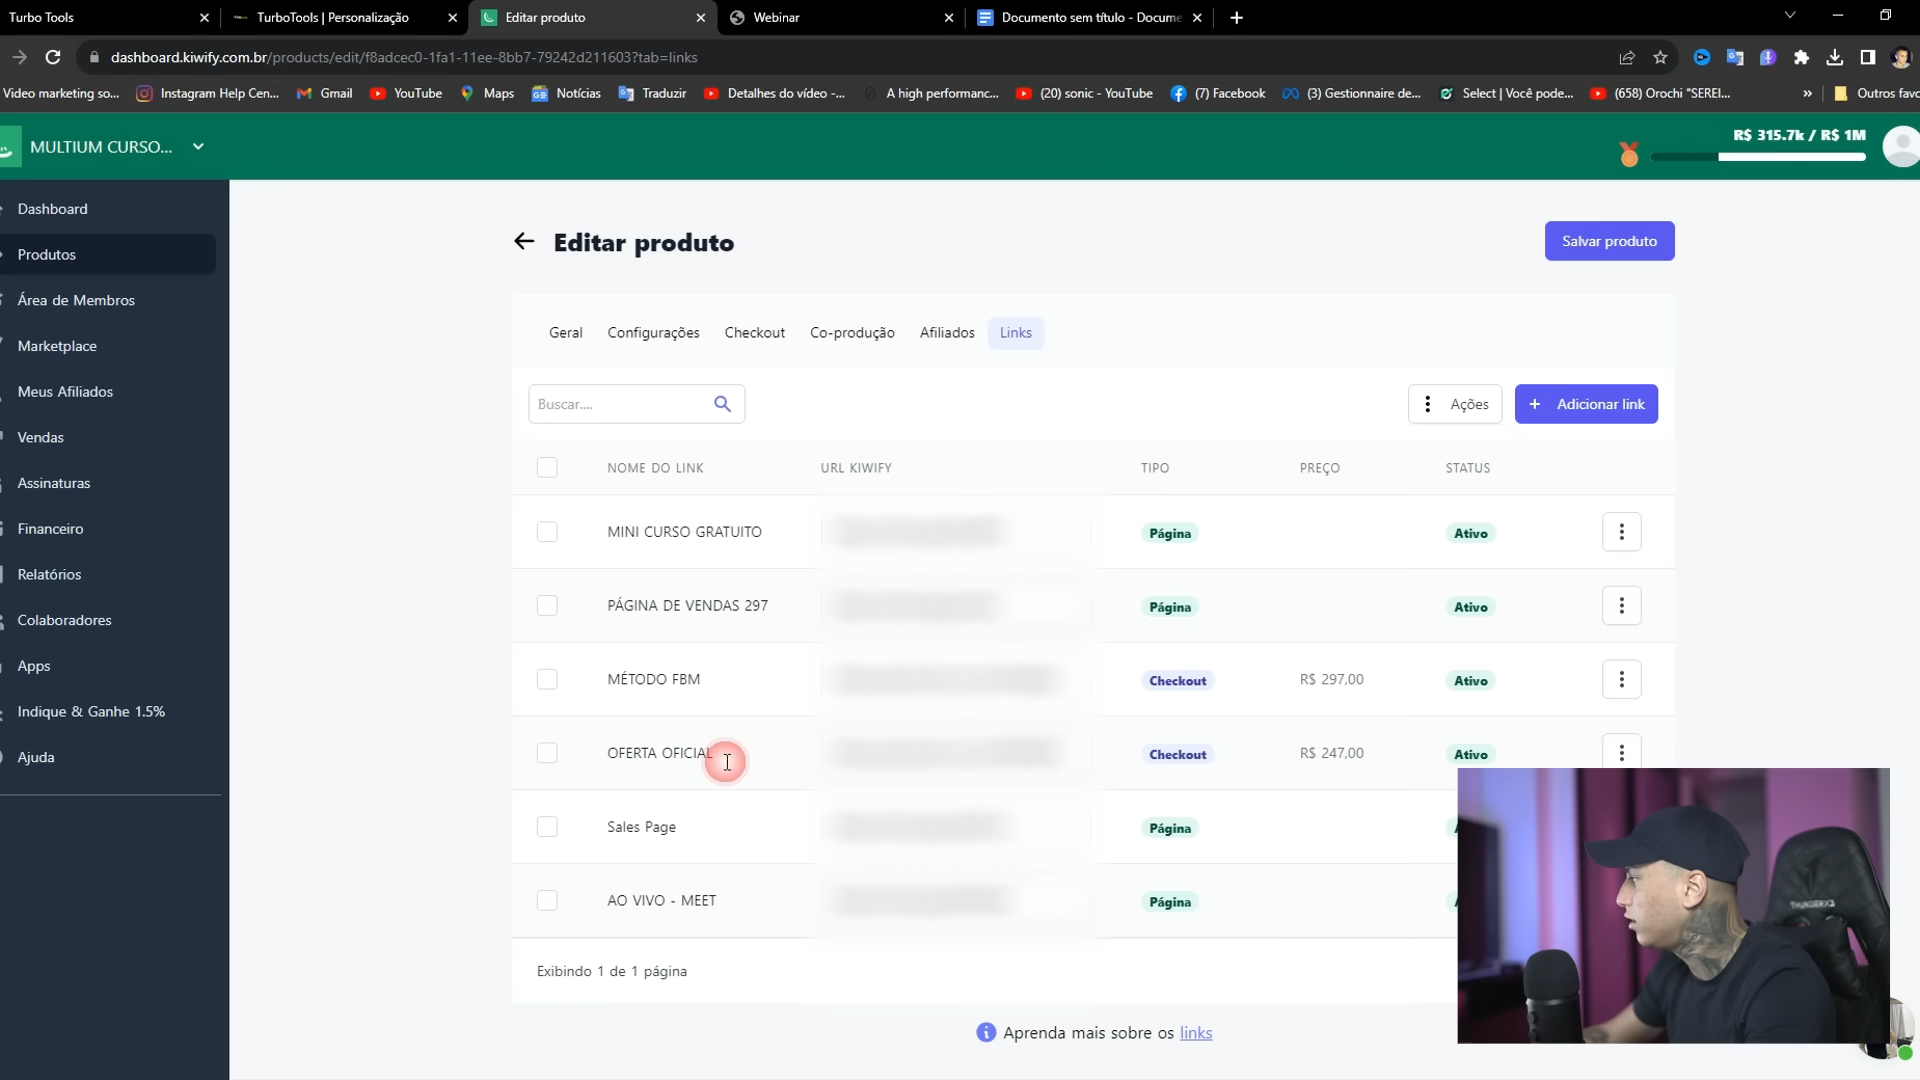 Turbo Tools
TurboTools | Personalização
Editar produto
Webinar
Documento sem título - Docume
dashboard.kiwify.com.br/products/edit/f8adcec0-1fa1-11ee-8bb7-79242d211603?tab=links
Video marketing so...
Instagram Help Cen...
Gmail
YouTube
Maps
Notícias
Traduzir
Detalhes do vídeo -...
A high performanc...
(20) sonic - YouTube
(7) Facebook
(3) Gestionnaire de...
Select | Você pode...
(658) Orochi "SEREI...
»
Outros favo
MULTIUM CURSO...
R$ 315.7k / R$ 1M
Dashboard
Produtos
Área de Membros
Marketplace
Meus Afiliados
Vendas
Assinaturas
Financeiro
Relatórios
Colaboradores
Apps
Indique & Ganhe 1.5%
Ajuda
Editar produto
Salvar produto
Geral
Configurações
Checkout
Co-produção
Afiliados
Links
Buscar....
Ações
+ Adicionar link
NOME DO LINK
URL KIWIFY
TIPO
PREÇO
STATUS
MINI CURSO GRATUITO
Página
Ativo
PÁGINA DE VENDAS 297
Página
Ativo
MÉTODO FBM
Checkout
R$ 297,00
Ativo
OFERTA OFICIAL
Checkout
R$ 247,00
Ativo
Sales Page
Página
AO VIVO - MEET
Página
Exibindo 1 de 1 página
Aprenda mais sobre os links
THUNDERX3